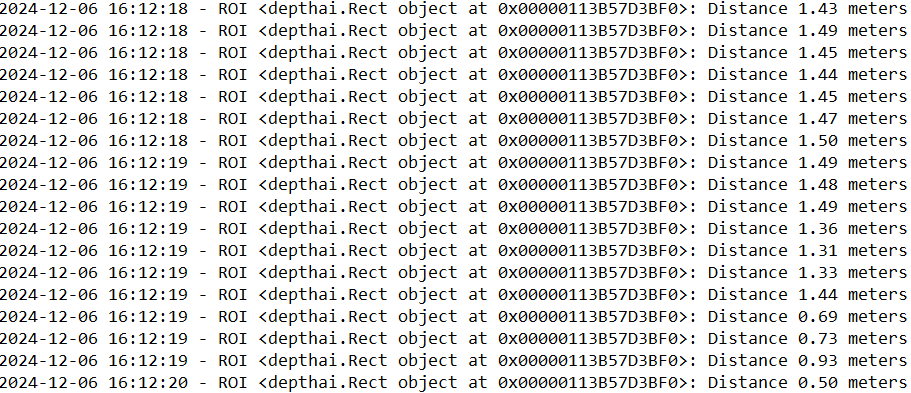 2024-12-06 16:12:18 - ROI <depthai.Rect object at 0x00000113B57D3BF0>: Distance 1.43 meters
2024-12-06 16:12:18 - ROI <depthai.Rect object at 0x00000113B57D3BF0>: Distance 1.49 meters
2024-12-06 16:12:18 - ROI <depthai.Rect object at 0x00000113B57D3BF0>: Distance 1.45 meters
2024-12-06 16:12:18 - ROI <depthai.Rect object at 0x00000113B57D3BF0>: Distance 1.44 meters
2024-12-06 16:12:18 - ROI <depthai.Rect object at 0x00000113B57D3BF0>: Distance 1.45 meters
2024-12-06 16:12:18 - ROI <depthai.Rect object at 0x00000113B57D3BF0>: Distance 1.47 meters
2024-12-06 16:12:18 - ROI <depthai.Rect object at 0x00000113B57D3BF0>: Distance 1.50 meters
2024-12-06 16:12:19 - ROI <depthai.Rect object at 0x00000113B57D3BF0>: Distance 1.49 meters
2024-12-06 16:12:19 - ROI <depthai.Rect object at 0x00000113B57D3BF0>: Distance 1.48 meters
2024-12-06 16:12:19 - ROI <depthai.Rect object at 0x00000113B57D3BF0>: Distance 1.49 meters
2024-12-06 16:12:19 - ROI <depthai.Rect object at 0x00000113B57D3BF0>: Distance 1.36 meters
2024-12-06 16:12:19 - ROI <depthai.Rect object at 0x00000113B57D3BF0>: Distance 1.31 meters
2024-12-06 16:12:19 - ROI <depthai.Rect object at 0x00000113B57D3BF0>: Distance 1.33 meters
2024-12-06 16:12:19 - ROI <depthai.Rect object at 0x00000113B57D3BF0>: Distance 1.44 meters
2024-12-06 16:12:19 - ROI <depthai.Rect object at 0x00000113B57D3BF0>: Distance 0.69 meters
2024-12-06 16:12:19 - ROI <depthai.Rect object at 0x00000113B57D3BF0>: Distance 0.73 meters
2024-12-06 16:12:19 - ROI <depthai.Rect object at 0x00000113B57D3BF0>: Distance 0.93 meters
2024-12-06 16:12:20 - ROI <depthai.Rect object at 0x00000113B57D3BF0>: Distance 0.50 meters